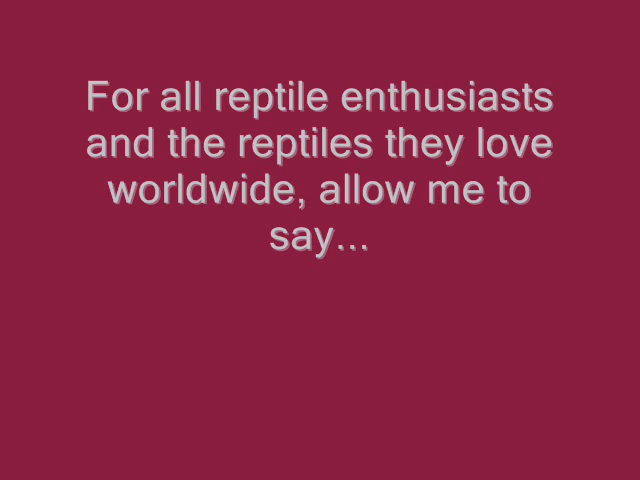 For all reptile enthusiasts
and the reptiles they love
worldwide, allow me to
say...